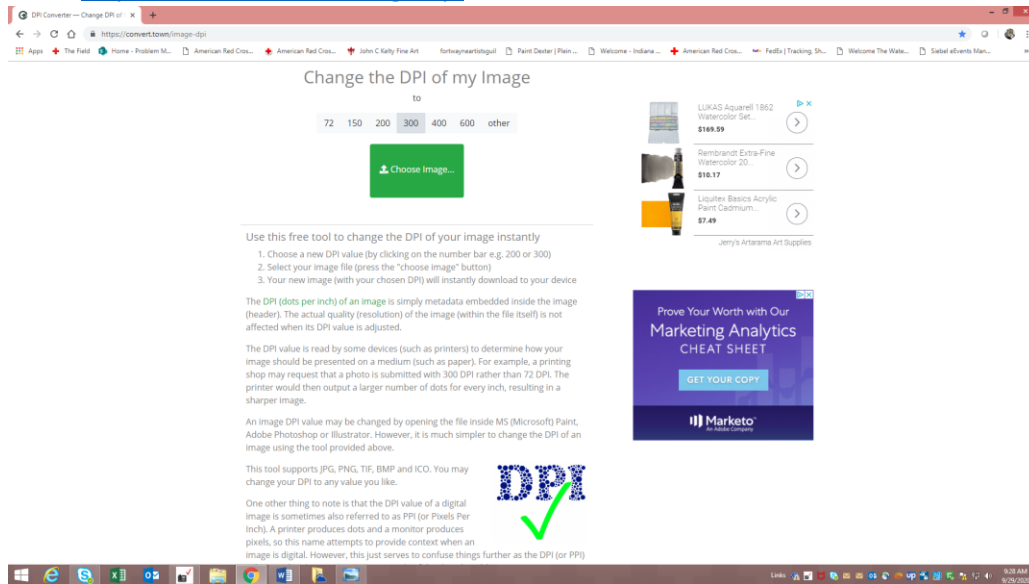 DPI Converter — Change DPI of
https://convert.town/image-dpi
Apps
The Field
Home - Problem M...
American Red Cros...
American Red Cros...
John C Kelty Fine Art
fortwayneartistsguil
Paint Dexter | Plein ...
Welcome - Indiana ...
American Red Cros...
FedEx | Tracking, Sh...
Welcome The Wate...
Siebel eEvents Man...
Change the DPI of my Image
to
72 150 200 300 400 600 other
Choose Image...
Use this free tool to change the DPI of your image instantly
1. Choose a new DPI value (by clicking on the number bar e.g. 200 or 300)
2. Select your image file (press the "choose image" button)
3. Your new image (with your chosen DPI) will instantly download to your device
The DPI (dots per inch) of an image is simply metadata embedded inside the image
(header). The actual quality (resolution) of the image (within the file itself) is not
affected when its DPI value is adjusted.
The DPI value is read by some devices (such as printers) to determine how your
image should be presented on a medium (such as paper). For example, a printing
shop may request that a photo is submitted with 300 DPI rather than 72 DPI. The
printer would then output a larger number of dots for every inch, resulting in a
sharper image.
An image DPI value may be changed by opening the file inside MS (Microsoft) Paint,
Adobe Photoshop or Illustrator. However, it is much simpler to change the DPI of an
image using the tool provided above.
This tool supports JPG, PNG, TIF, BMP and ICO. You may
change your DPI to any value you like.
One other thing to note is that the DPI value of a digital
image is sometimes also referred to as PPI (or Pixels Per
Inch). A printer produces dots and a monitor produces
pixels, so this name attempts to provide context when an
image is digital. However, this just serves to confuse things further as the DPI (or PPI)
DPI
LUKAS Aquarell 1862
Watercolor Set...
$169.59
Rembrandt Extra-Fine
Watercolor 20...
$10.17
Liquitex Basics Acrylic
Paint Cadmium...
$7.49
Jerry's Artarama Art Supplies
Prove Your Worth with Our
Marketing Analytics
CHEAT SHEET
GET YOUR COPY
Marketo
An Adobe Company
Links
9:28 AM